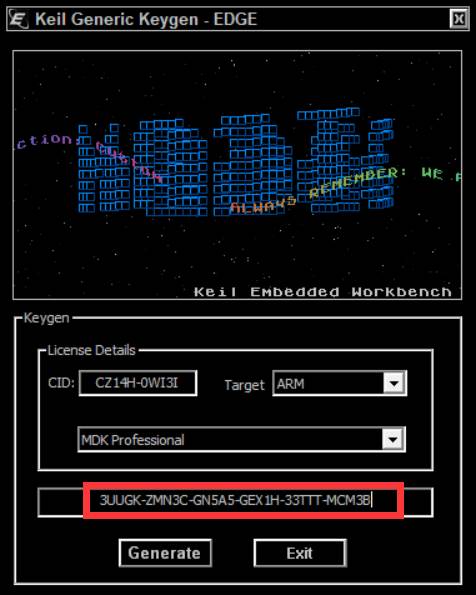 Keil Generic Keygen - EDGE
ction: Custom
ALWAYS REMEMBER: WE
Keil Embedded Workbench
Keygen
License Details
CID: CZ14H-0WI3I Target ARM
MDK Professional
3UUGK-ZMN3C-GN5A5-GEX1H-33TTT-MCM3B
Generate Exit